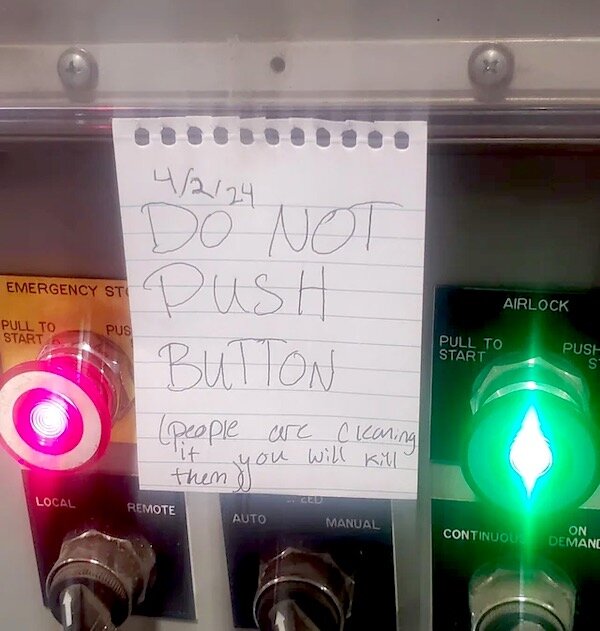 4/2/24
DO NOT
PUSH
BUTTON
(people are cleaning
it you will kill
them)
EMERGENCY STO
PULL TO
START
PUS
AIRLOCK
PULL TO
START
PUSH
S
LOCAL
REMOTE
AUTO
MANUAL
CONTINUOUS
ON
DEMAND